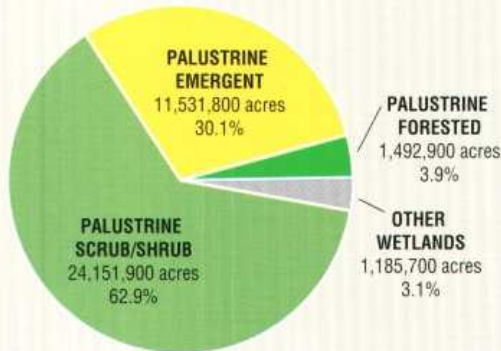 PALUSTRINE
EMERGENT
11,531,800 acres
30.1%
PALUSTRINE
FORESTED
1,492,900 acres
3.9%
OTHER
WETLANDS
1,185,700 acres
3.1%
PALUSTRINE
SCRUB/SHRUB
24,151,900 acres
62.9%